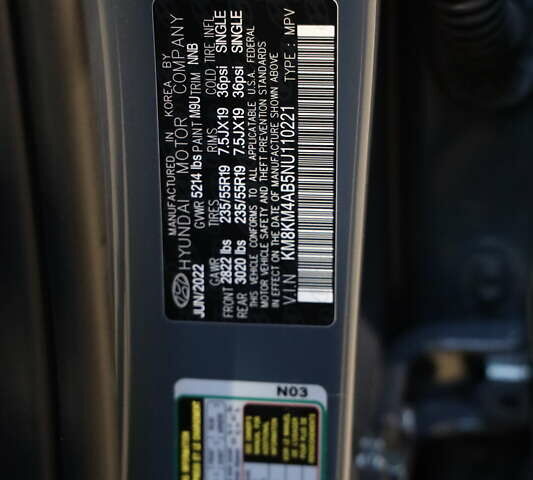 MANUFACTURED IN KOREA BY
HYUNDAI MOTOR COMPANY
JUN/2022 GVWR 5214 lbs PAINT M9U TRIM NNB
GAWR TIRES RIMS COLD TIRE INFL
FRONT 2822 lbs 235/55R19 7.5JX19 36psi SINGLE
REAR 3020 lbs 235/55R19 7.5JX19 36psi SINGLE
THIS VEHICLE CONFORMS TO ALL APPLICABLE U.S.A. FEDERAL
MOTOR VEHICLE SAFETY AND THEFT PREVENTION STANDARDS
IN EFFECT ON THE DATE OF MANUFACTURE SHOWN ABOVE
V.I.N KM8KM4AB5NU110221 TYPE : MPV
N03